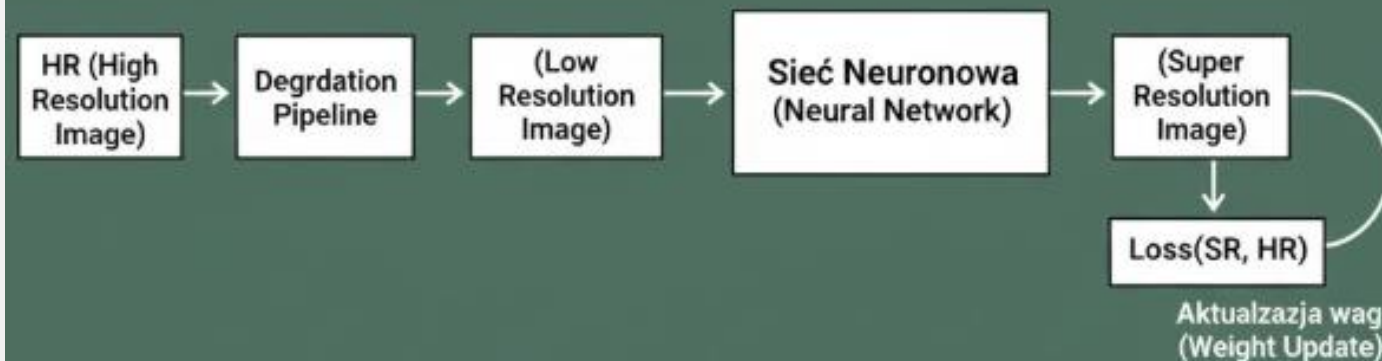 HR (High
Resolution
Image)
Degrdation
Pipeline
(Low
Resolution
Image)
Sieć Neuronowa
(Neural Network)
(Super
Resolution
Image)
Loss(SR, HR)
Aktualzazja wag
(Weight Update)